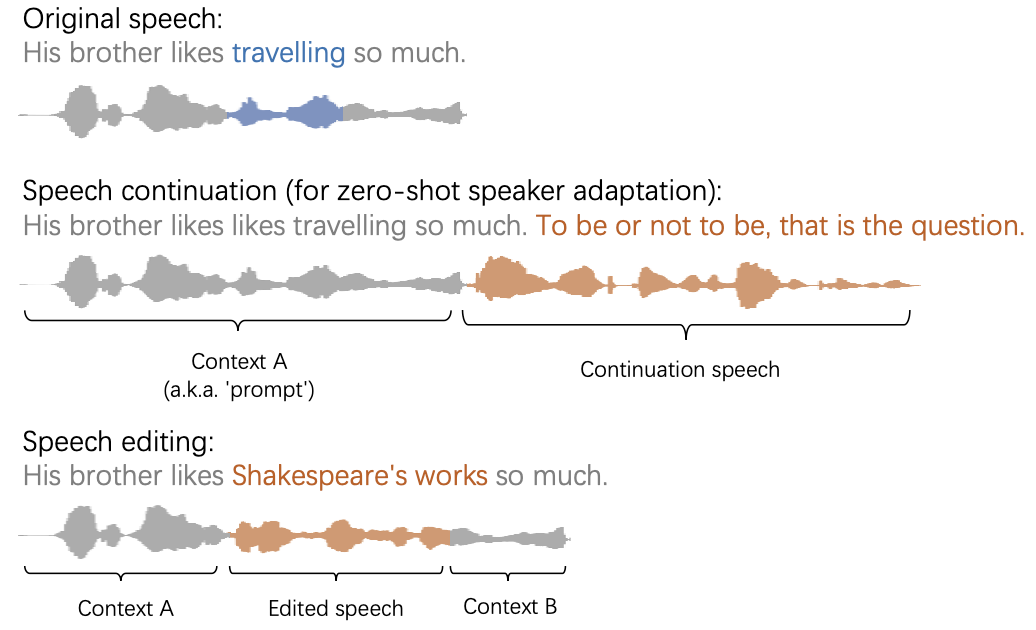 Original speech:
His brother likes travelling so much.
Speech continuation (for zero-shot speaker adaptation):
His brother likes likes travelling so much. To be or not to be, that is the question.
Context A
(a.k.a. 'prompt')
Continuation speech
Speech editing:
His brother likes Shakespeare's works so much.
Context A
Edited speech
Context B